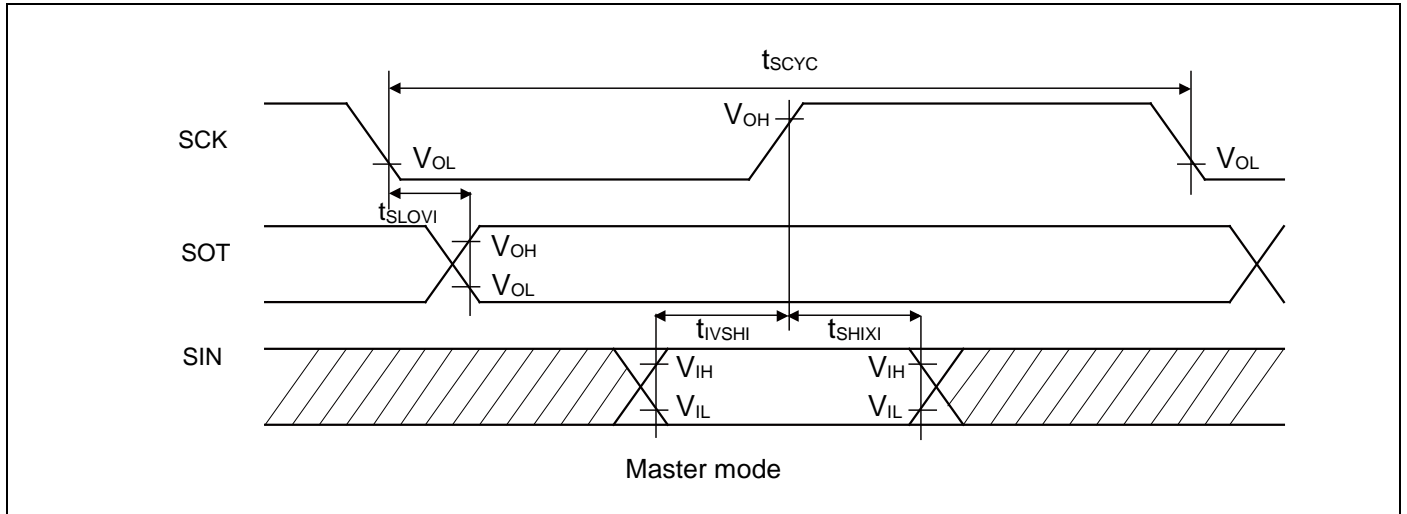 tSCYC
SCK
VOH
VOL
VOL
tSLOVI
SOT
VOH
VOL
tIVSHI
tSHIXI
SIN
VIH
VIH
VIL
VIL
Master mode